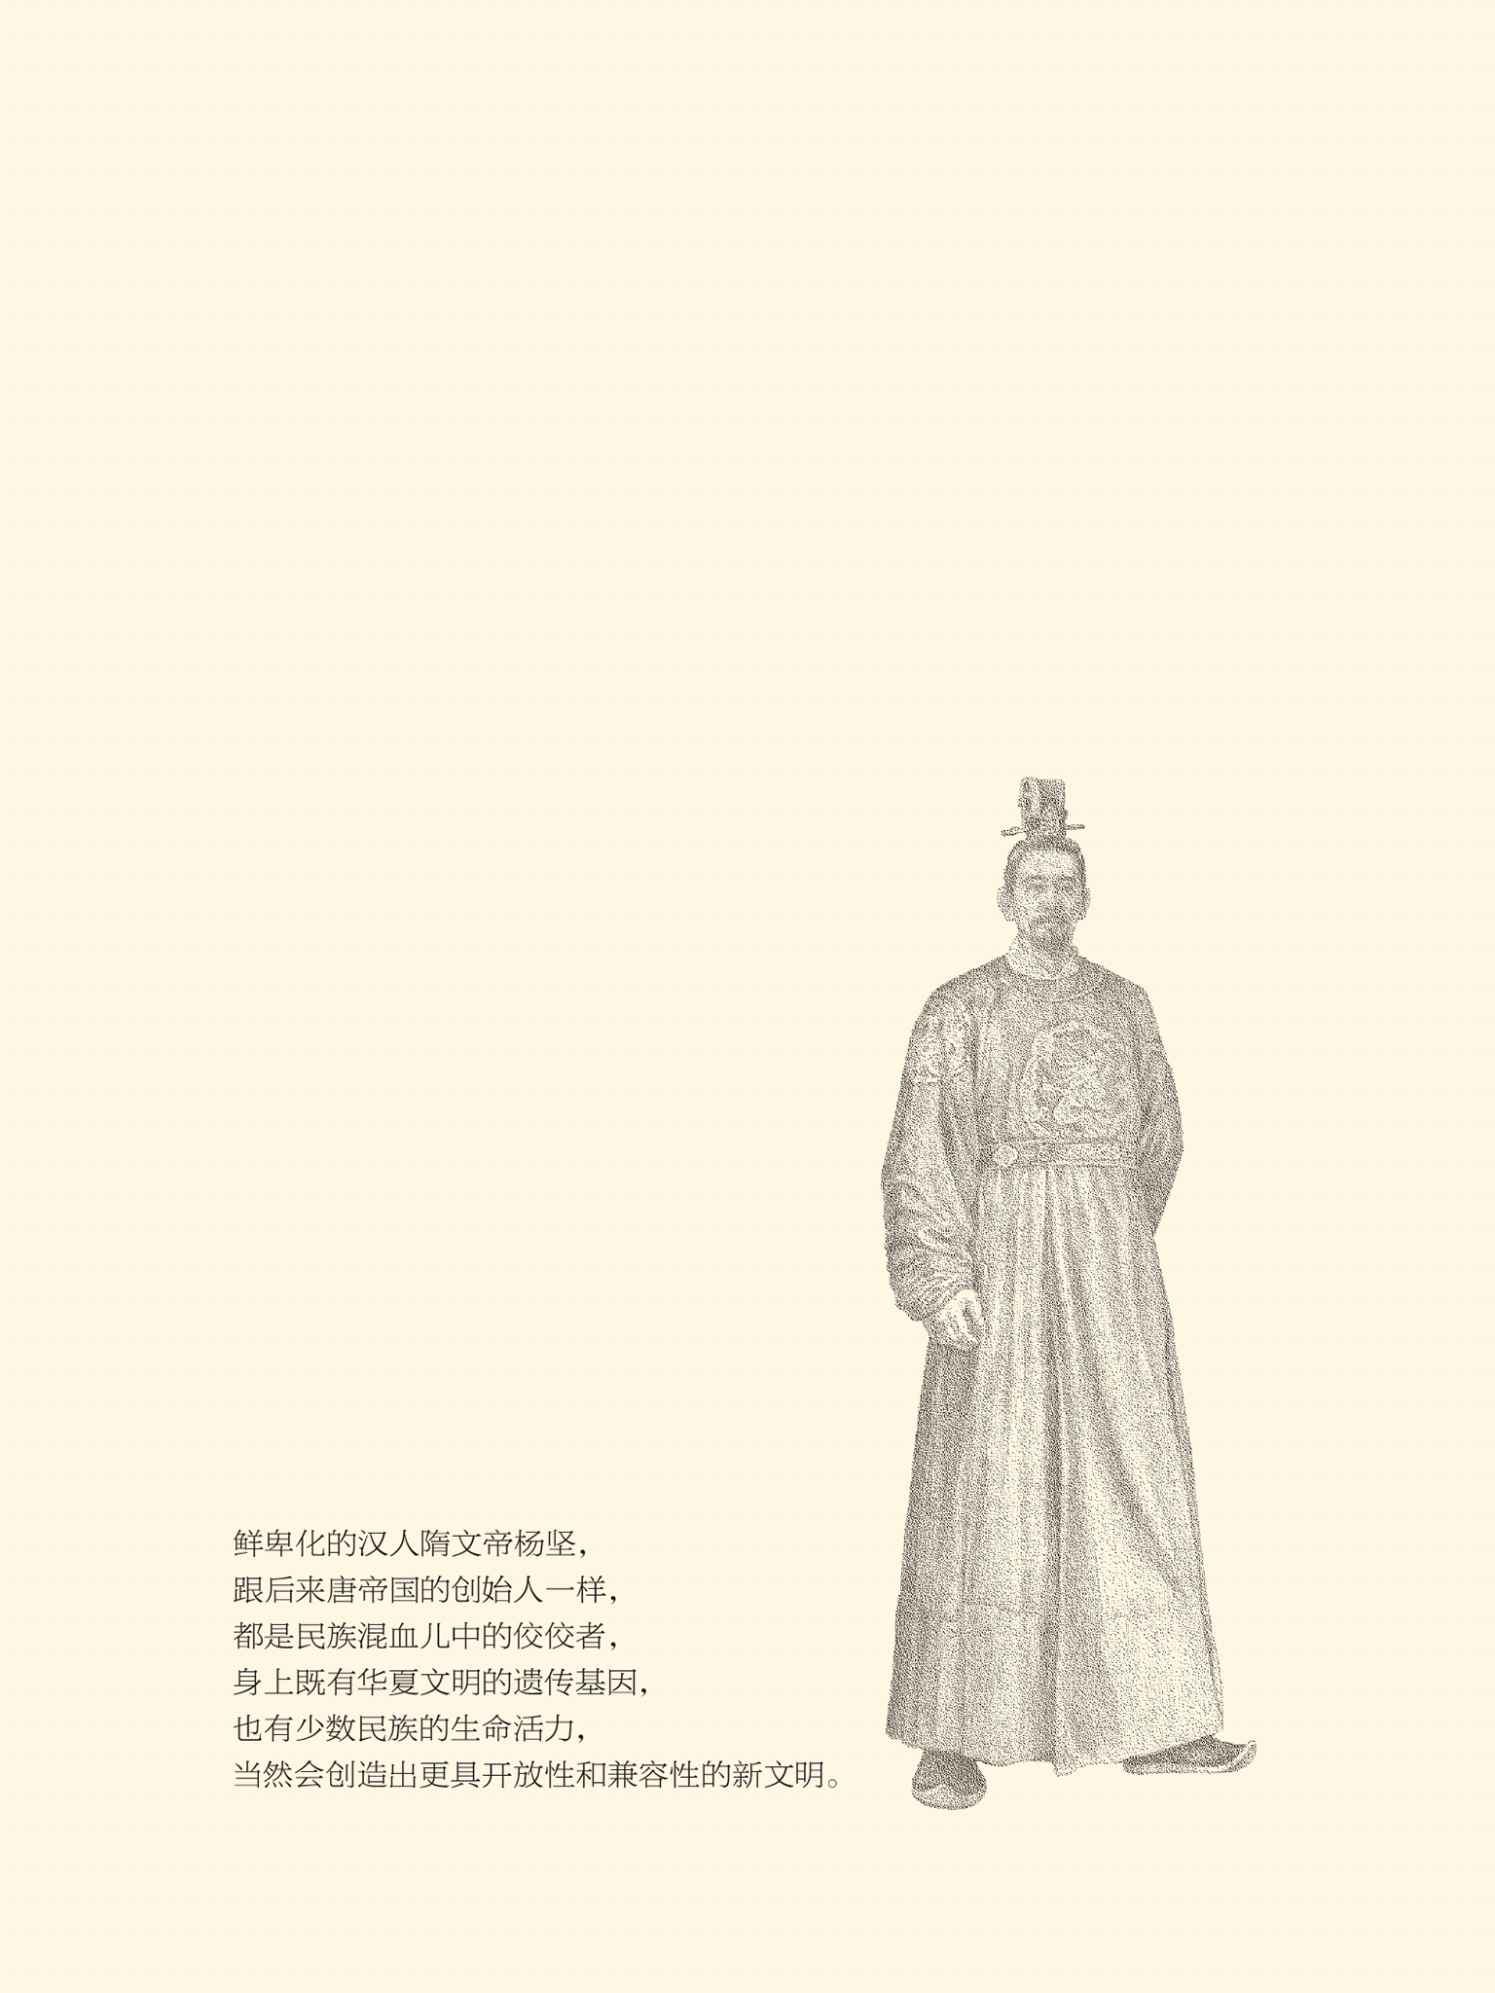 鲜卑化的汉人隋文帝杨坚，
跟后来唐帝国的创始人一样，
都是民族混血儿中的佼佼者，
身上既有华夏文明的遗传基因，
也有少数民族的生命活力，
当然会创造出更具开放性和兼容性的新文明。